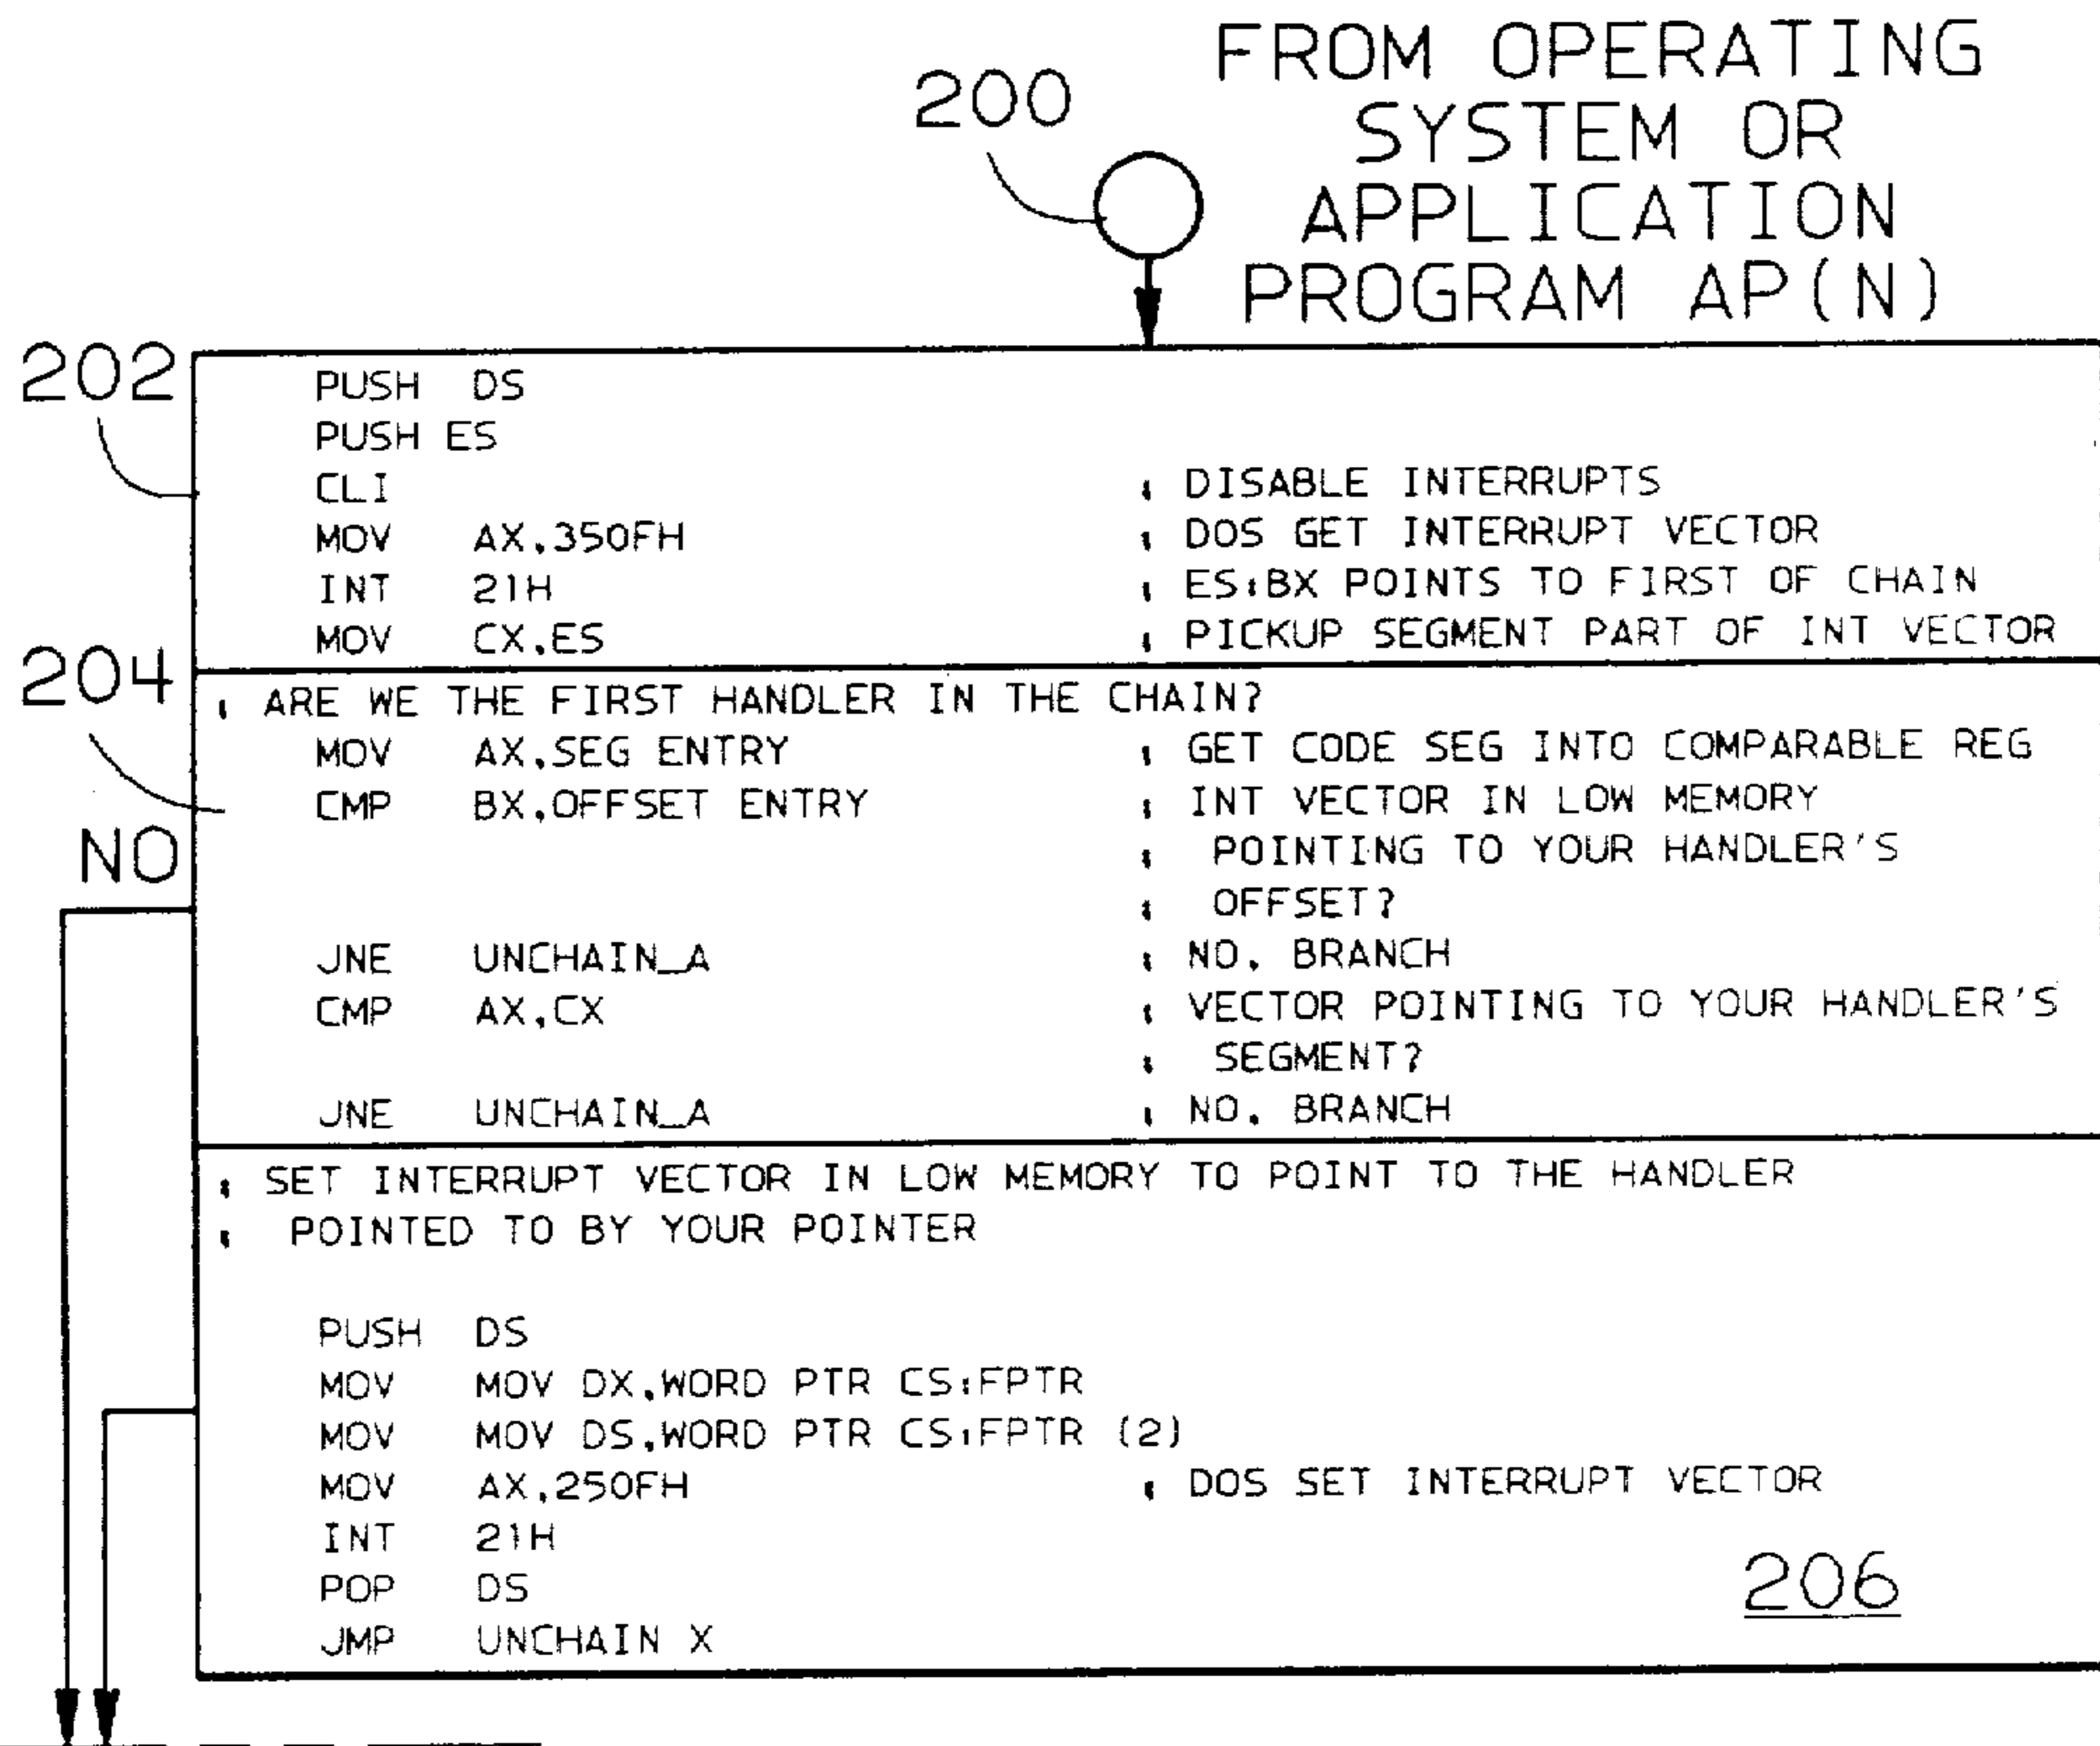 200
FROM OPERATING
SYSTEM OR
APPLICATION
PROGRAM AP(N)
202
PUSH DS
PUSH ES
CLI ; DISABLE INTERRUPTS
MOV AX,350FH ; DOS GET INTERRUPT VECTOR
INT 21H ; ES:BX POINTS TO FIRST OF CHAIN
MOV CX,ES ; PICKUP SEGMENT PART OF INT VECTOR
204
; ARE WE THE FIRST HANDLER IN THE CHAIN?
MOV AX,SEG ENTRY ; GET CODE SEG INTO COMPARABLE REG
CMP BX,OFFSET ENTRY ; INT VECTOR IN LOW MEMORY
; POINTING TO YOUR HANDLER'S
NO
; OFFSET?
JNE UNCHAIN_A ; NO, BRANCH
CMP AX,CX ; VECTOR POINTING TO YOUR HANDLER'S
; SEGMENT?
JNE UNCHAIN_A ; NO, BRANCH
; SET INTERRUPT VECTOR IN LOW MEMORY TO POINT TO THE HANDLER
; POINTED TO BY YOUR POINTER
PUSH DS
MOV MOV DX,WORD PTR CS:FPTR
MOV MOV DS,WORD PTR CS:FPTR (2)
MOV AX,250FH ; DOS SET INTERRUPT VECTOR
INT 21H
POP DS
JMP UNCHAIN X
206